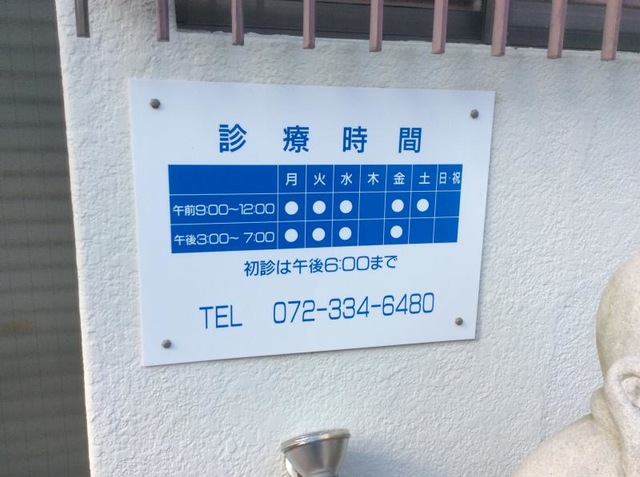 診療時間
月 火 水 木 金 土 日・祝
午前9:00〜12:00 ● ● ● ● ●
午後3:00〜 7:00 ● ● ● ●
初診は午後6:00まで
TEL 072-334-6480